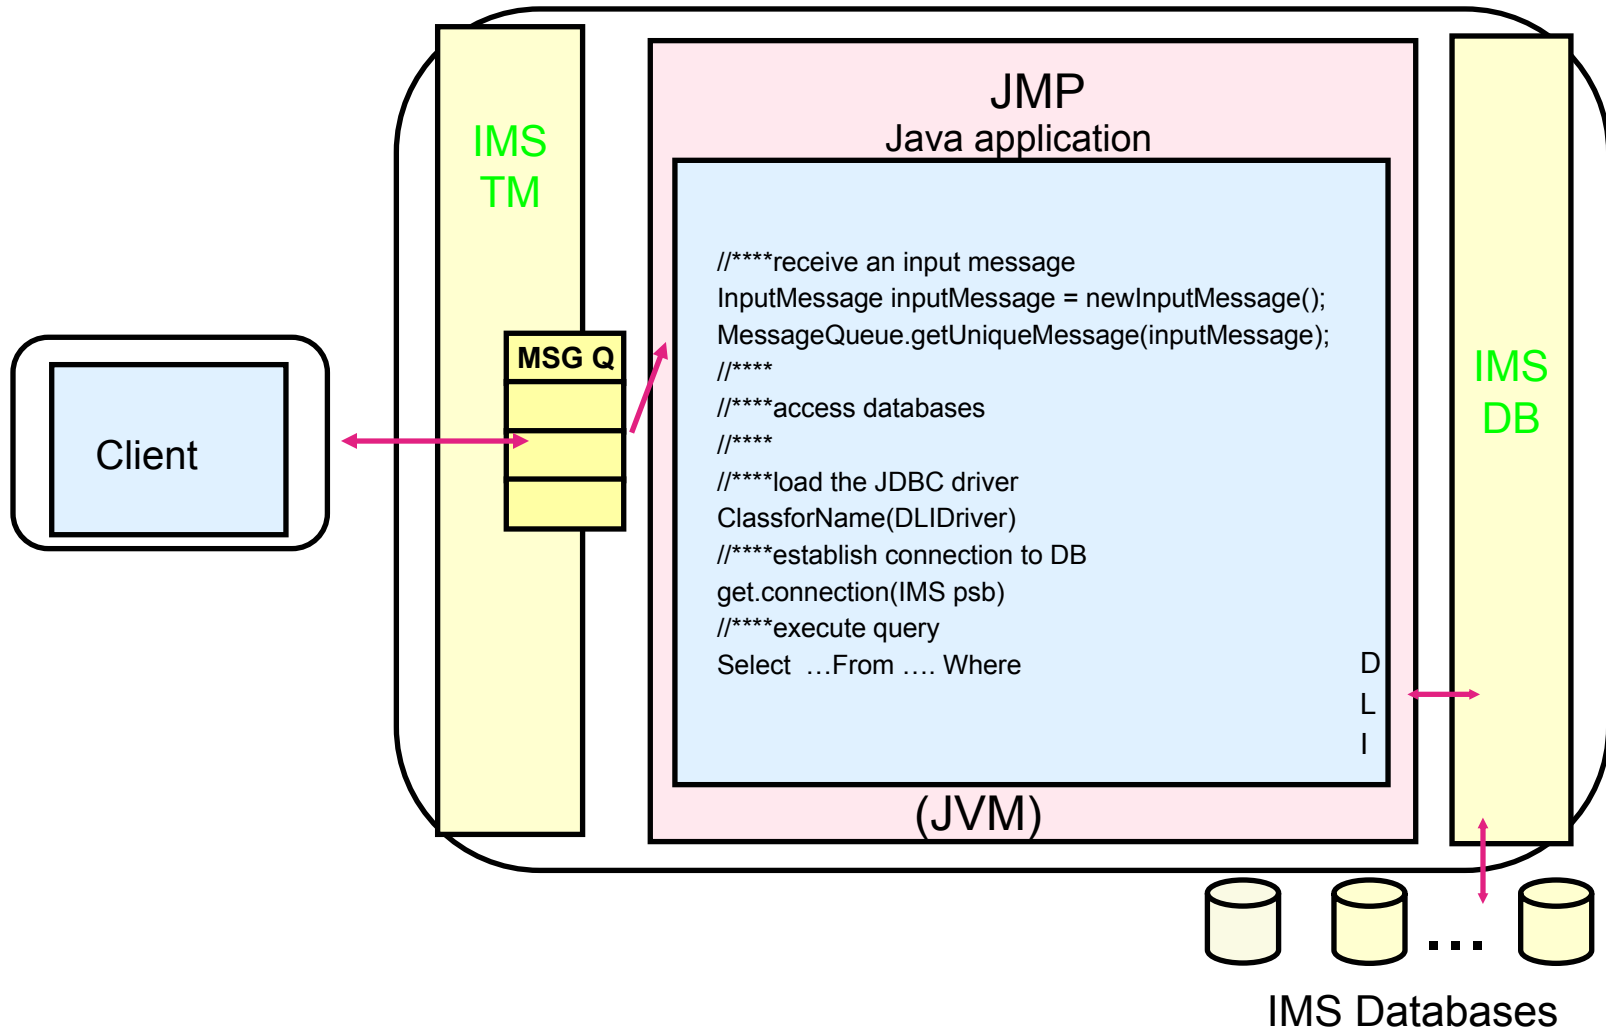 JMP
Java application
IMS
TM
//****receive an input message
InputMessage inputMessage = newInputMessage();
MessageQueue.getUniqueMessage(inputMessage);
//****
//****access databases
//****
//****load the JDBC driver
ClassforName(DLIDriver)
//****establish connection to DB
get.connection(IMS psb)
//****execute query
Select …From …. Where
D
L
I
(JVM)
MSG Q
Client
IMS
DB
...
IMS Databases